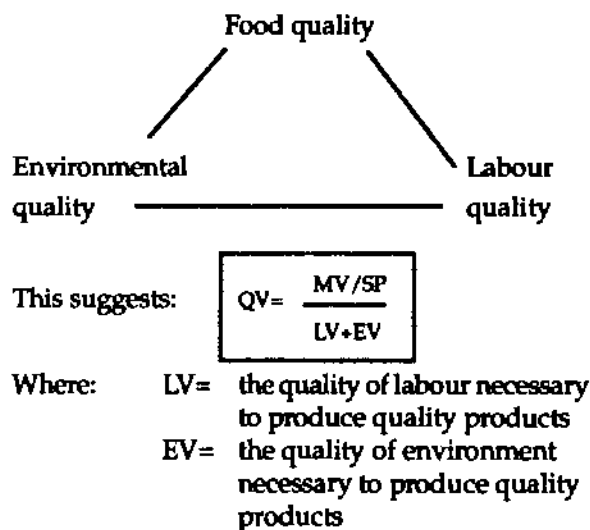 Food quality
Environmental Labour
quality quality
This suggests: QV= MV/SP
LV+EV
Where: LV= the quality of labour necessary
to produce quality products
EV= the quality of environment
necessary to produce quality
products